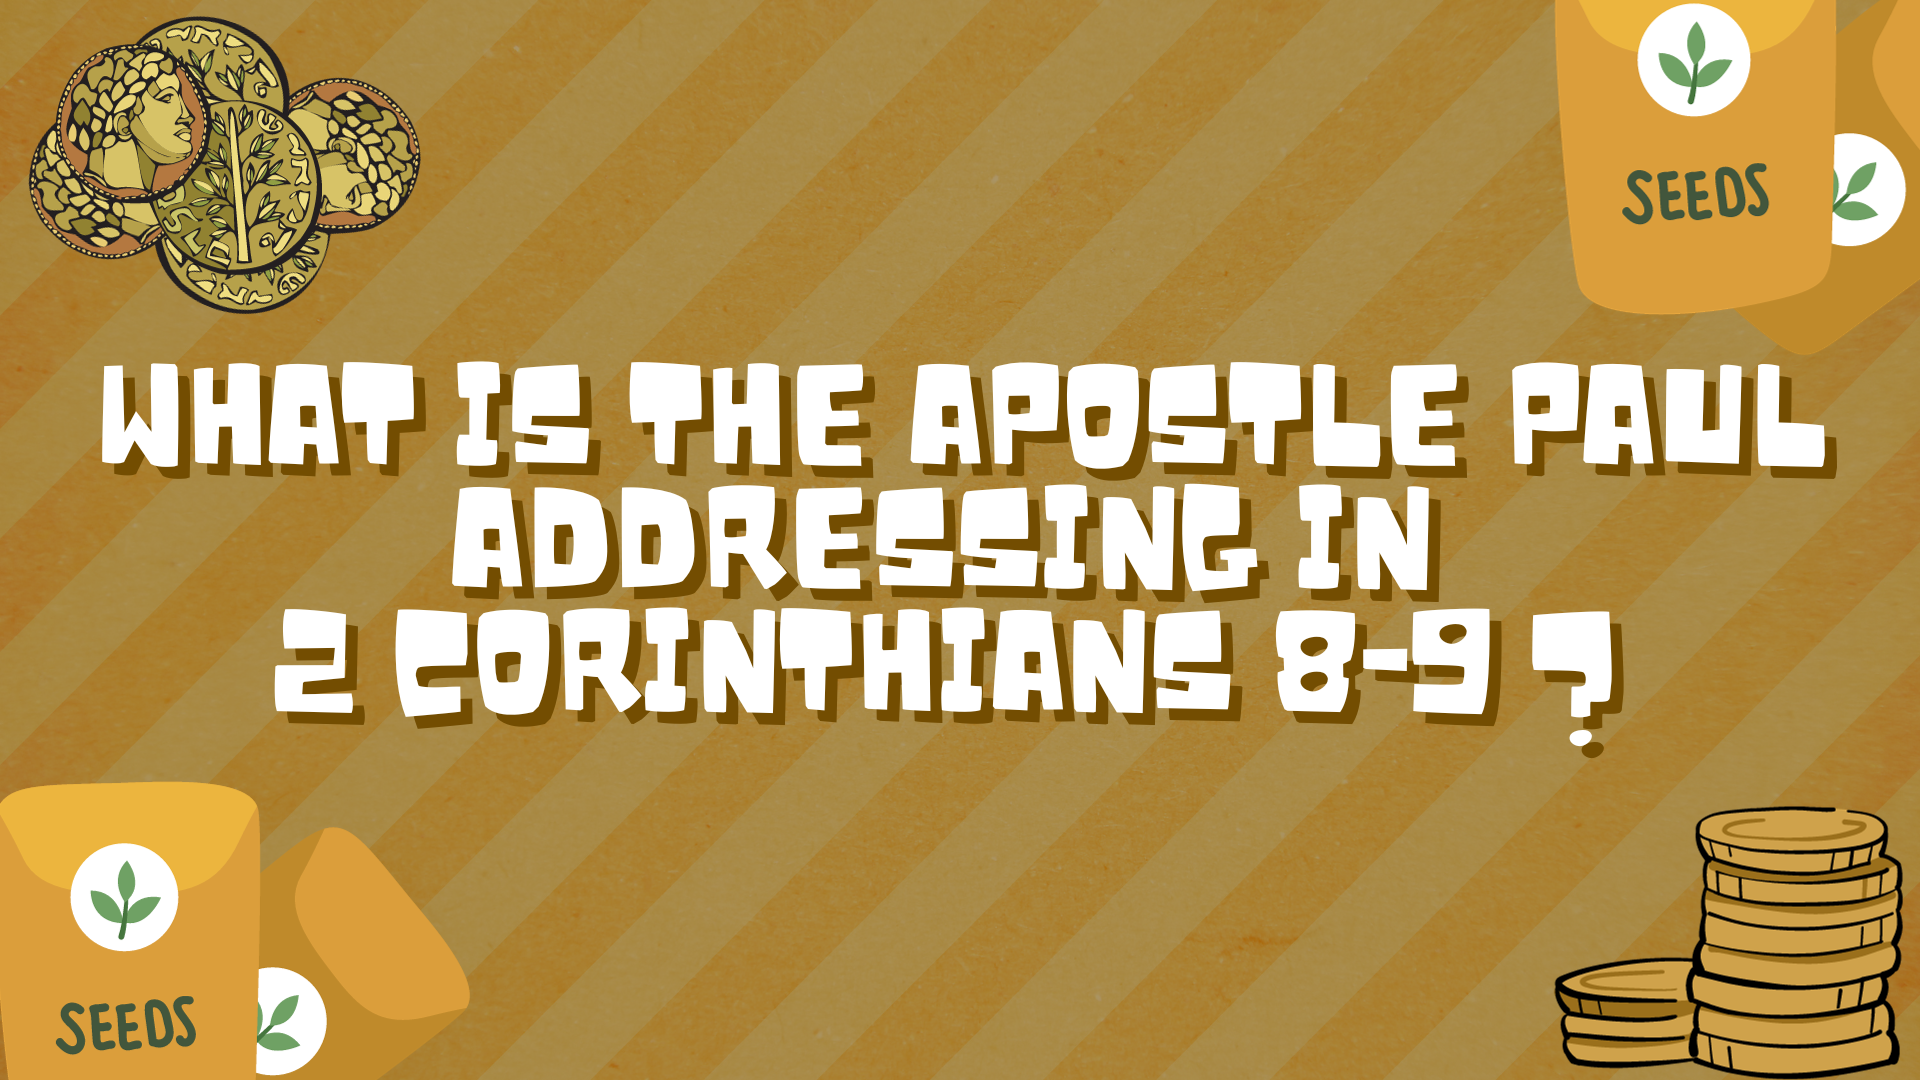 SEEDS
WHAT IS THE APOSTLE PAUL
ADDRESSING IN
2 CORINTHIANS 8-9 ?
SEEDS